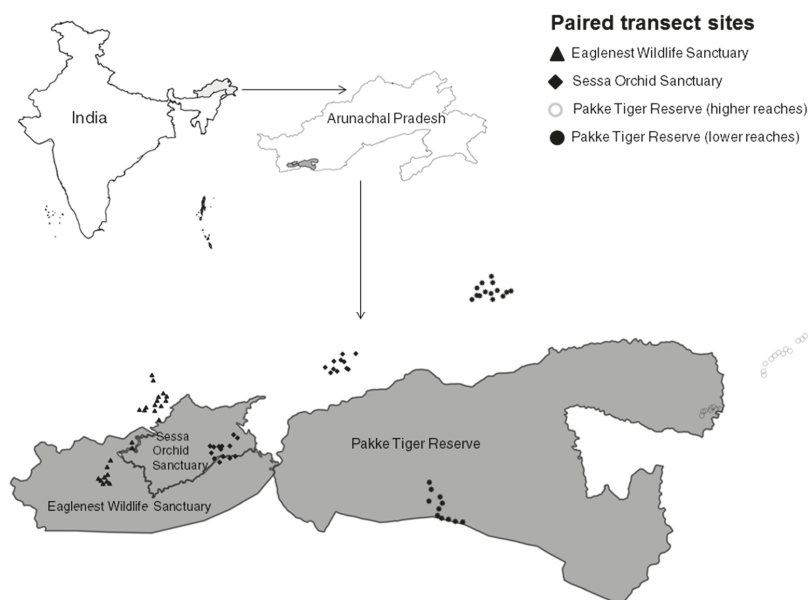 Paired transect sites
Eaglenest Wildlife Sanctuary
Sessa Orchid Sanctuary
Pakke Tiger Reserve (higher reaches)
Pakke Tiger Reserve (lower reaches)
India
Arunachal Pradesh
Sessa
Orchid
Sanctuary
Eaglenest Wildlife Sanctuary
Pakke Tiger Reserve